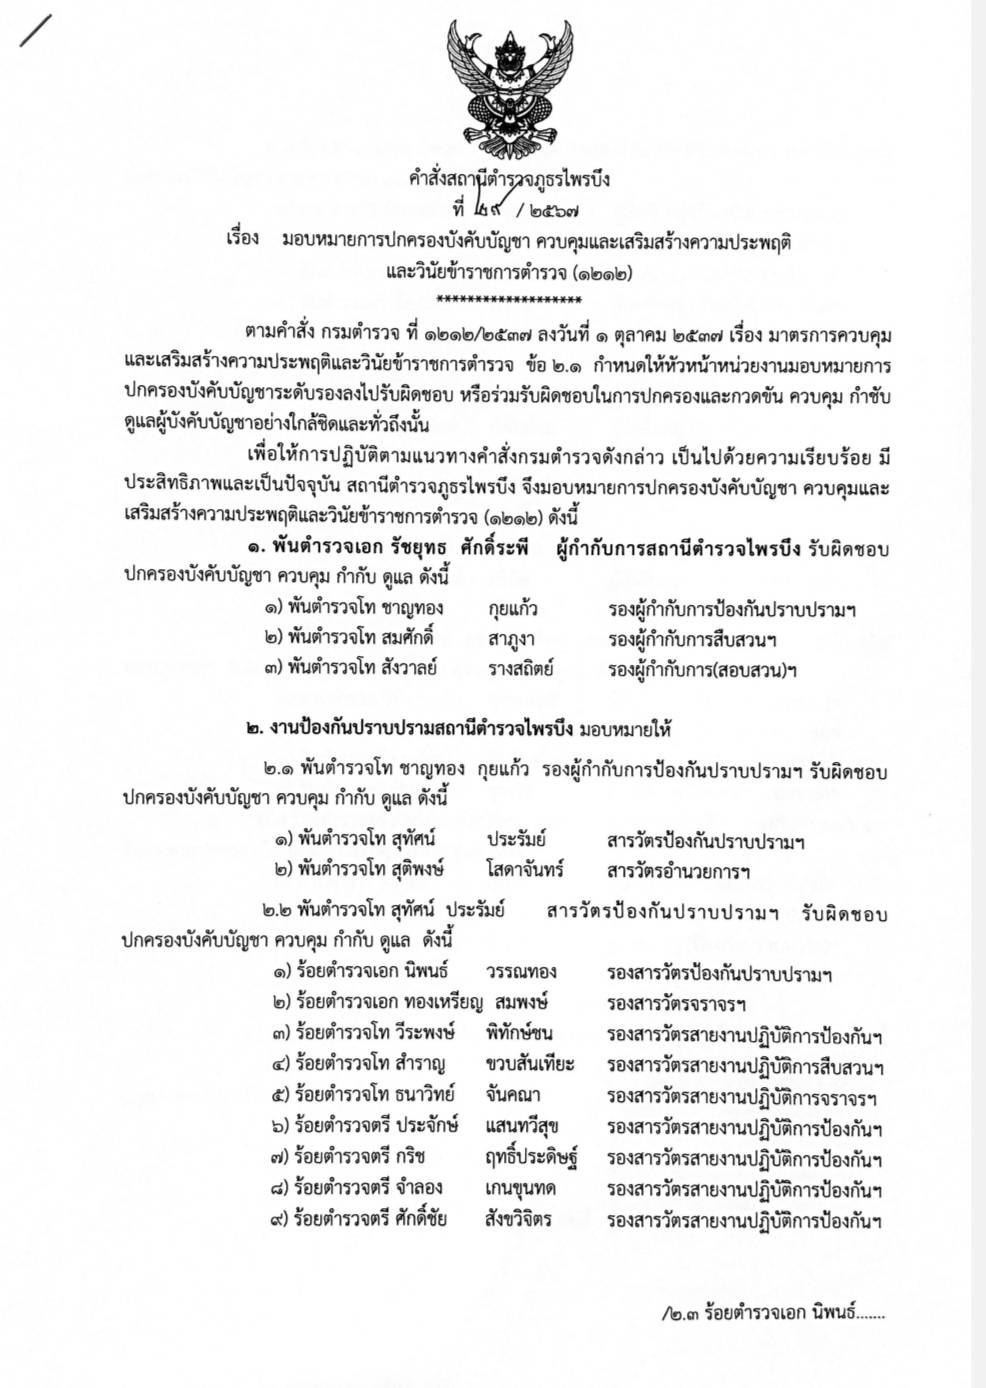 คำสั่งสถานีตำรวจภูธรไพรบึง
ที่ ๒๙ / ๒๕๖๗
เรื่อง มอบหมายการปกครองบังคับบัญชา ควบคุมและเสริมสร้างความประพฤติ
และวินัยข้าราชการตำรวจ (๑๒๑๒)
*******************
ตามคำสั่ง กรมตำรวจ ที่ ๑๒๑๒/๒๕๓๗ ลงวันที่ ๑ ตุลาคม ๒๕๓๗ เรื่อง มาตรการควบคุม
และเสริมสร้างความประพฤติและวินัยข้าราชการตำรวจ ข้อ ๒.๑ กำหนดให้หัวหน้าหน่วยงานมอบหมายการ
ปกครองบังคับบัญชาระดับรองลงไปรับผิดชอบ หรือร่วมรับผิดชอบในการปกครองและกวดขัน ควบคุม กำชับ
ดูแลผู้บังคับบัญชาอย่างใกล้ชิดและทั่วถึงนั้น
เพื่อให้การปฏิบัติตามแนวทางคำสั่งกรมตำรวจดังกล่าว เป็นไปด้วยความเรียบร้อย มี
ประสิทธิภาพและเป็นปัจจุบัน สถานีตำรวจภูธรไพรบึง จึงมอบหมายการปกครองบังคับบัญชา ควบคุมและ
เสริมสร้างความประพฤติและวินัยข้าราชการตำรวจ (๑๒๑๒) ดังนี้
๑. พันตำรวจเอก รัชยุทธ ศักดิ์ระพี ผู้กำกับการสถานีตำรวจไพรบึง รับผิดชอบ
ปกครองบังคับบัญชา ควบคุม กำกับ ดูแล ดังนี้
๑) พันตำรวจโท ชาญทอง กุยแก้ว รองผู้กำกับการป้องกันปราบปรามฯ
๒) พันตำรวจโท สมศักดิ์ สาภูงา รองผู้กำกับการสืบสวนฯ
๓) พันตำรวจโท สังวาลย์ รางสถิตย์ รองผู้กำกับการ(สอบสวน)ฯ
๒. งานป้องกันปราบปรามสถานีตำรวจไพรบึง มอบหมายให้
๒.๑ พันตำรวจโท ชาญทอง กุยแก้ว รองผู้กำกับการป้องกันปราบปรามฯ รับผิดชอบ
ปกครองบังคับบัญชา ควบคุม กำกับ ดูแล ดังนี้
๑) พันตำรวจโท สุทัศน์ ประรัมย์ สารวัตรป้องกันปราบปรามฯ
๒) พันตำรวจโท สุติพงษ์ โสดาจันทร์ สารวัตรอำนวยการฯ
๒.๒ พันตำรวจโท สุทัศน์ ประรัมย์ สารวัตรป้องกันปราบปรามฯ รับผิดชอบ
ปกครองบังคับบัญชา ควบคุม กำกับ ดูแล ดังนี้
๑) ร้อยตำรวจเอก นิพนธ์ วรรณทอง รองสารวัตรป้องกันปราบปรามฯ
๒) ร้อยตำรวจเอก ทองเหรียญ สมพงษ์ รองสารวัตรจราจรฯ
๓) ร้อยตำรวจโท วีระพงษ์ พิทักษ์ชน รองสารวัตรสายงานปฏิบัติการป้องกันฯ
๔) ร้อยตำรวจโท สำราญ ขวบสันเทียะ รองสารวัตรสายงานปฏิบัติการสืบสวนฯ
๕) ร้อยตำรวจโท ธนาวิทย์ จันคณา รองสารวัตรสายงานปฏิบัติการจราจรฯ
๖) ร้อยตำรวจตรี ประจักษ์ แสนทวีสุข รองสารวัตรสายงานปฏิบัติการป้องกันฯ
๗) ร้อยตำรวจตรี กริช ฤทธิ์ประดิษฐ์ รองสารวัตรสายงานปฏิบัติการป้องกันฯ
๘) ร้อยตำรวจตรี จำลอง เกนขุนทด รองสารวัตรสายงานปฏิบัติการป้องกันฯ
๙) ร้อยตำรวจตรี ศักดิ์ชัย สังขวิจิตร รองสารวัตรสายงานปฏิบัติการป้องกันฯ
/๒.๓ ร้อยตำรวจเอก นิพนธ์.......